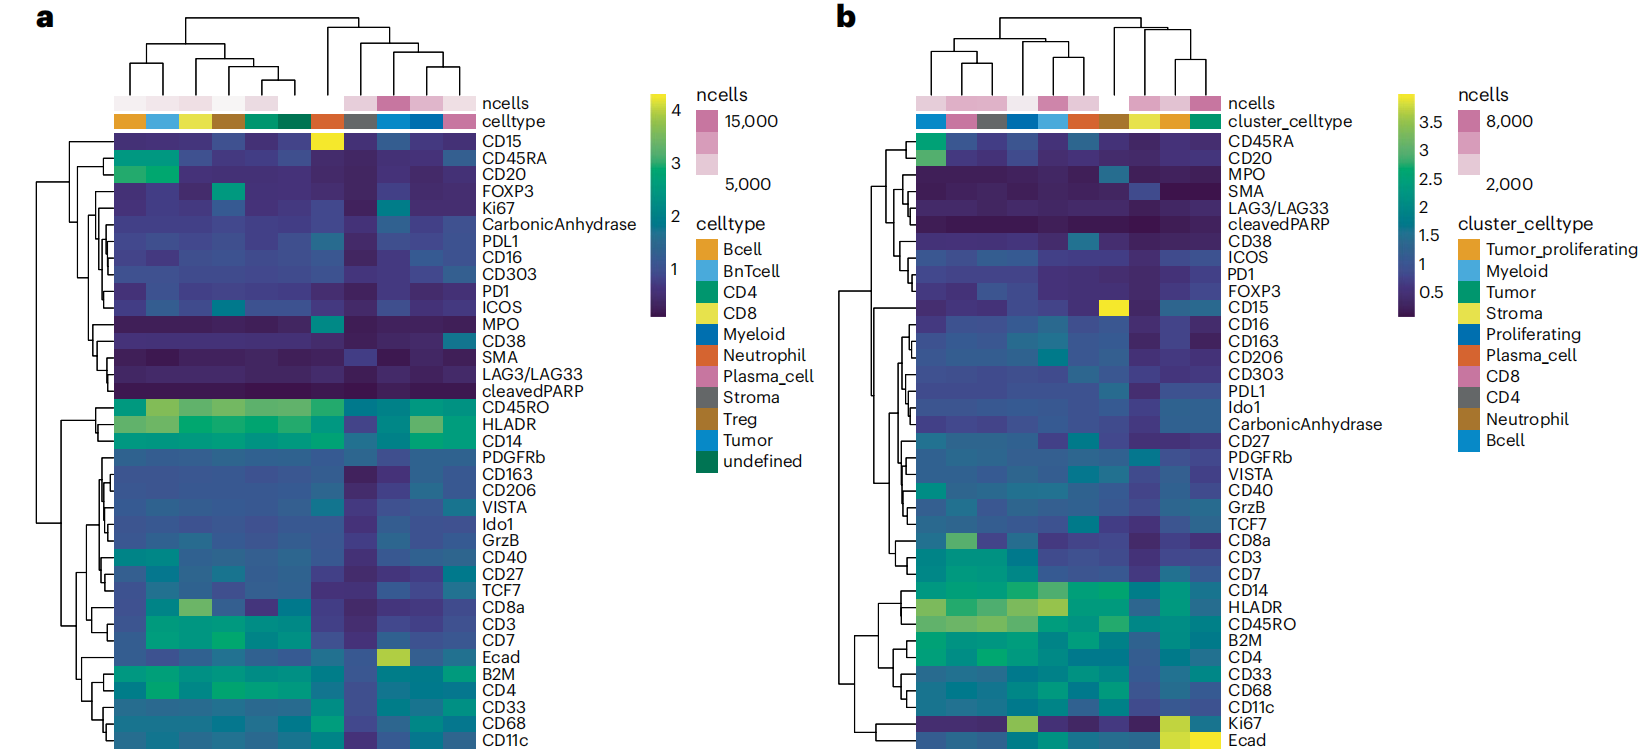 a
ncells
celltype
CD15
CD45RA
CD20
FOXP3
Ki67
CarbonicAnhydrase
PDL1
CD16
CD303
PD1
ICOS
MPO
CD38
SMA
LAG3/LAG33
cleavedPARP
CD45RO
HLADR
CD14
PDGFRb
CD163
CD206
VISTA
Ido1
GrzB
CD40
CD27
TCF7
CD8a
CD3
CD7
Ecad
B2M
CD4
CD33
CD68
CD11c
4
3
2
1
ncells
15,000
5,000
celltype
Bcell
BnTcell
CD4
CD8
Myeloid
Neutrophil
Plasma_cell
Stroma
Treg
Tumor
undefined
b
ncells
cluster_celltype
CD45RA
CD20
MPO
SMA
LAG3/LAG33
cleavedPARP
CD38
ICOS
PD1
FOXP3
CD15
CD16
CD163
CD206
CD303
PDL1
Ido1
CarbonicAnhydrase
CD27
PDGFRb
VISTA
CD40
GrzB
TCF7
CD8a
CD3
CD7
CD14
HLADR
CD45RO
B2M
CD4
CD33
CD68
CD11c
Ki67
Ecad
3.5
3
2.5
2
1.5
1
0.5
ncells
8,000
2,000
cluster_celltype
Tumor_proliferating
Myeloid
Tumor
Stroma
Proliferating
Plasma_cell
CD8
CD4
Neutrophil
Bcell